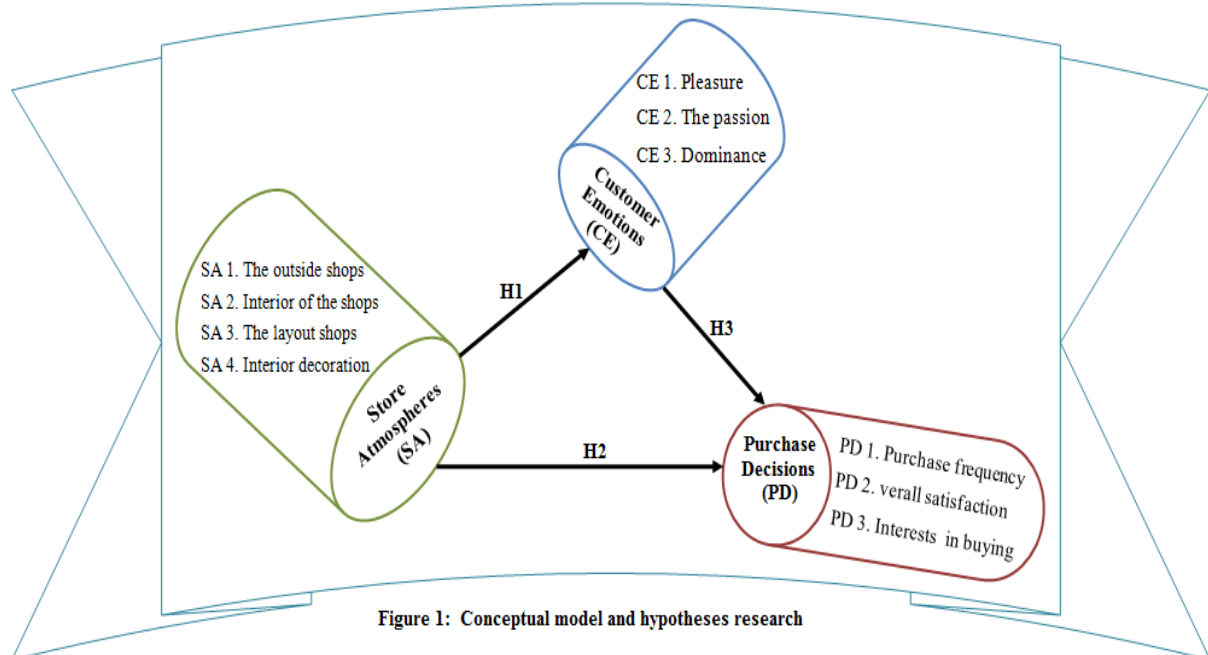 CE 1. Pleasure
CE 2. The passion
CE 3. Dominance
Customer
Emotions
(CE)
SA 1. The outside shops
SA 2. Interior of the shops
SA 3. The layout shops
SA 4. Interior decoration
H1
H3
Store
Atmospheres
(SA)
H2
Purchase
Decisions
(PD)
PD 1. Purchase frequency
PD 2. verall satisfaction
PD 3. Interests in buying
Figure 1: Conceptual model and hypotheses research